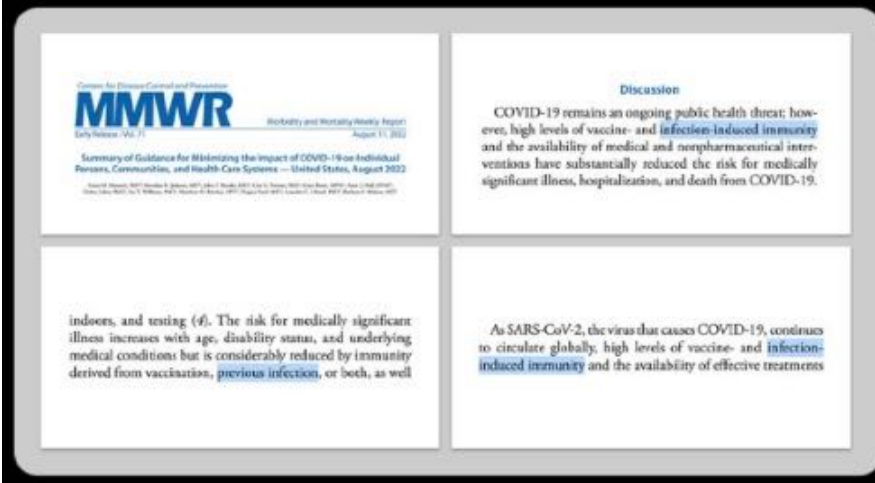 Centers for Disease Control and Prevention
MMWR
Morbidity and Mortality Weekly Report
Early Release / Vol. 71
August 11, 2022
Summary of Guidance for Minimizing the Impact of COVID-19 on Individual
Persons, Communities, and Health Care Systems — United States, August 2022
Discussion
COVID-19 remains an ongoing public health threat; how-
ever, high levels of vaccine- and infection-induced immunity
and the availability of medical and nonpharmaceutical inter-
ventions have substantially reduced the risk for medically
significant illness, hospitalization, and death from COVID-19.
indoors, and testing (4). The risk for medically significant
illness increases with age, disability status, and underlying
medical conditions but is considerably reduced by immunity
derived from vaccination, previous infection, or both, as well
As SARS-CoV-2, the virus that causes COVID-19, continues
to circulate globally, high levels of vaccine- and infection-
induced immunity and the availability of effective treatments